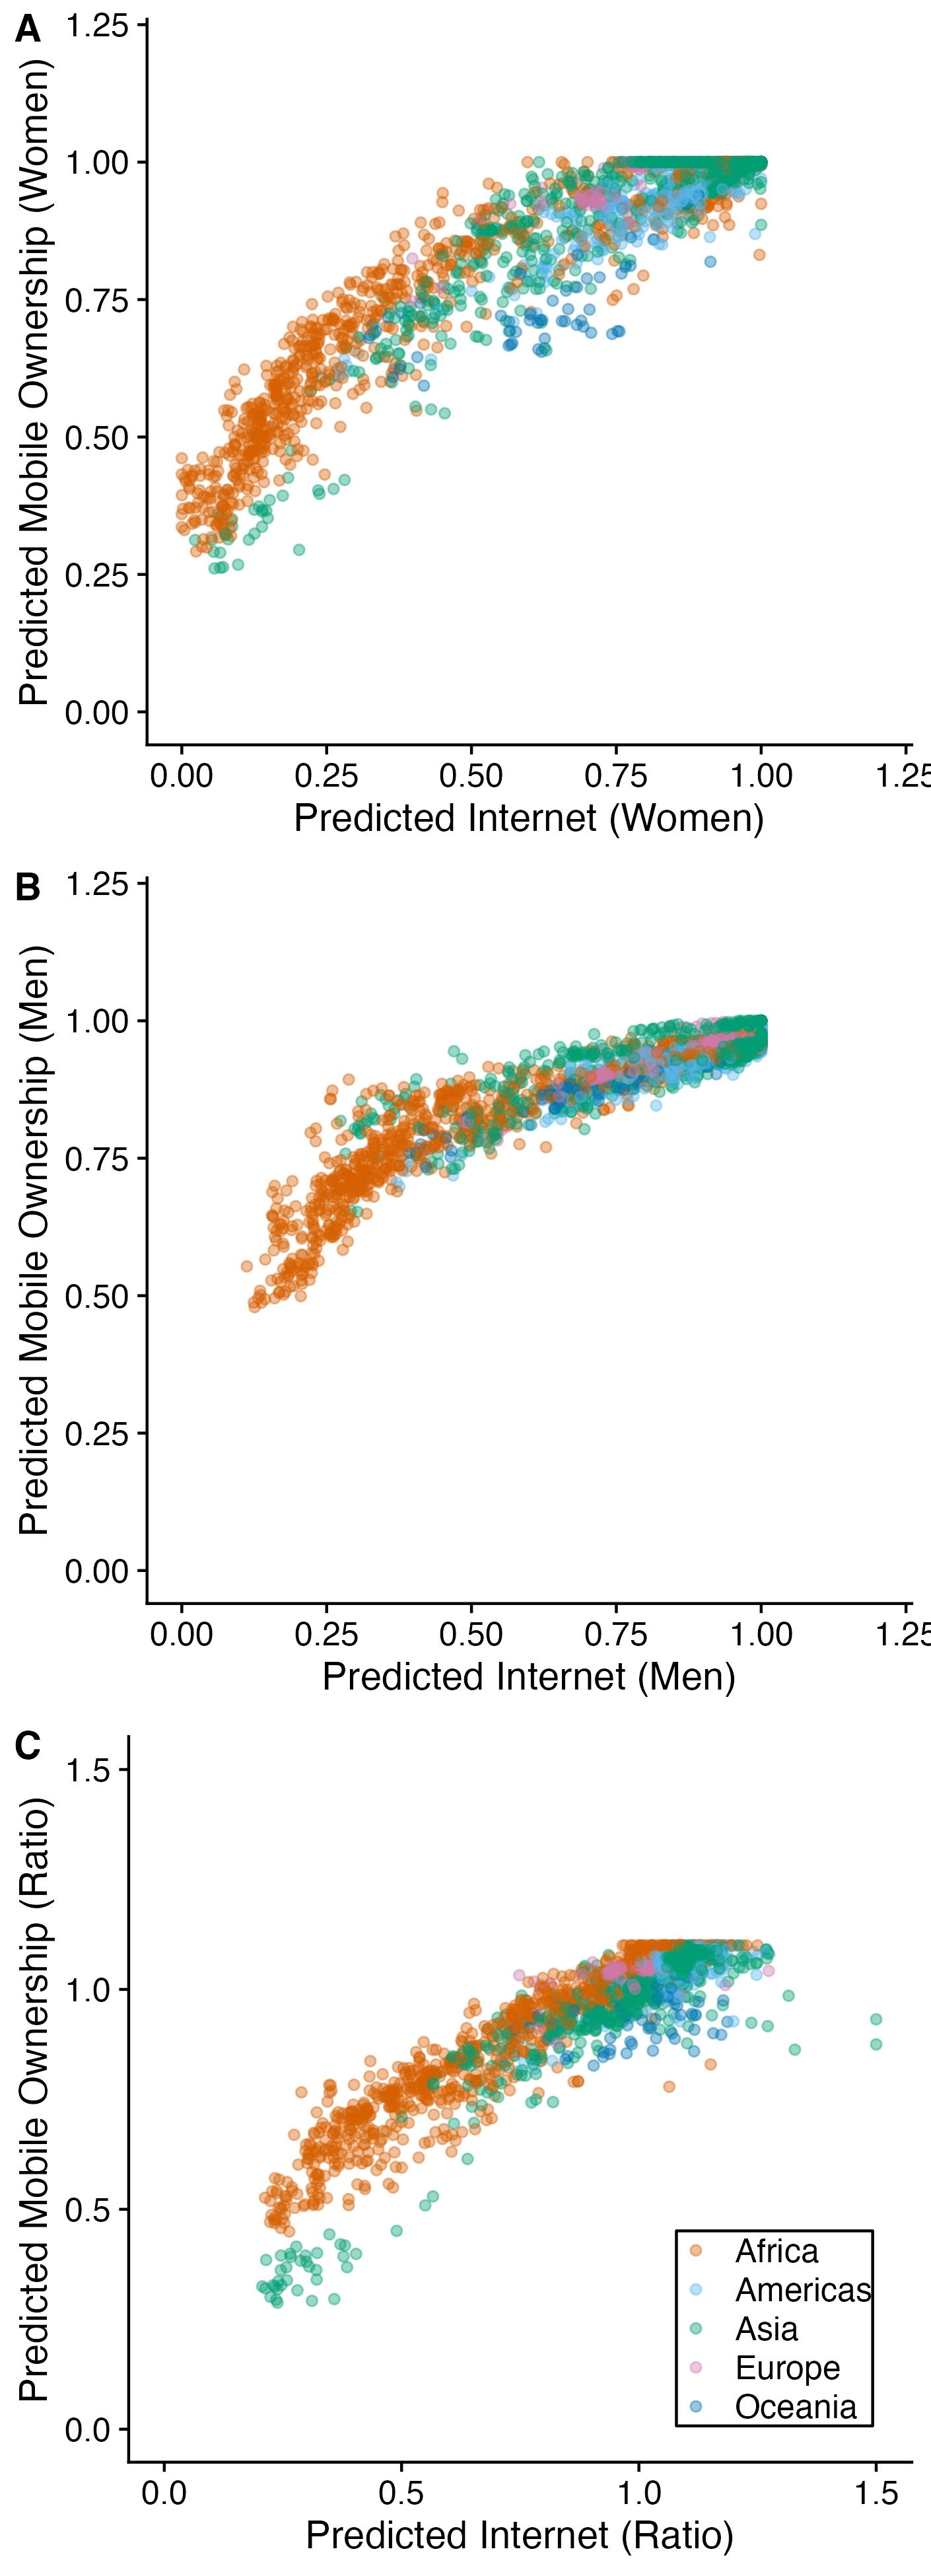 A
1.25
1.00
0.75
0.50
0.25
0.00
Predicted Mobile Ownership (Women)
0.00 0.25 0.50 0.75 1.00 1.25
Predicted Internet (Women)
B
1.25
1.00
0.75
0.50
0.25
0.00
Predicted Mobile Ownership (Men)
0.00 0.25 0.50 0.75 1.00 1.25
Predicted Internet (Men)
C
1.5
1.0
0.5
0.0
Predicted Mobile Ownership (Ratio)
Africa
Americas
Asia
Europe
Oceania
0.0 0.5 1.0 1.5
Predicted Internet (Ratio)